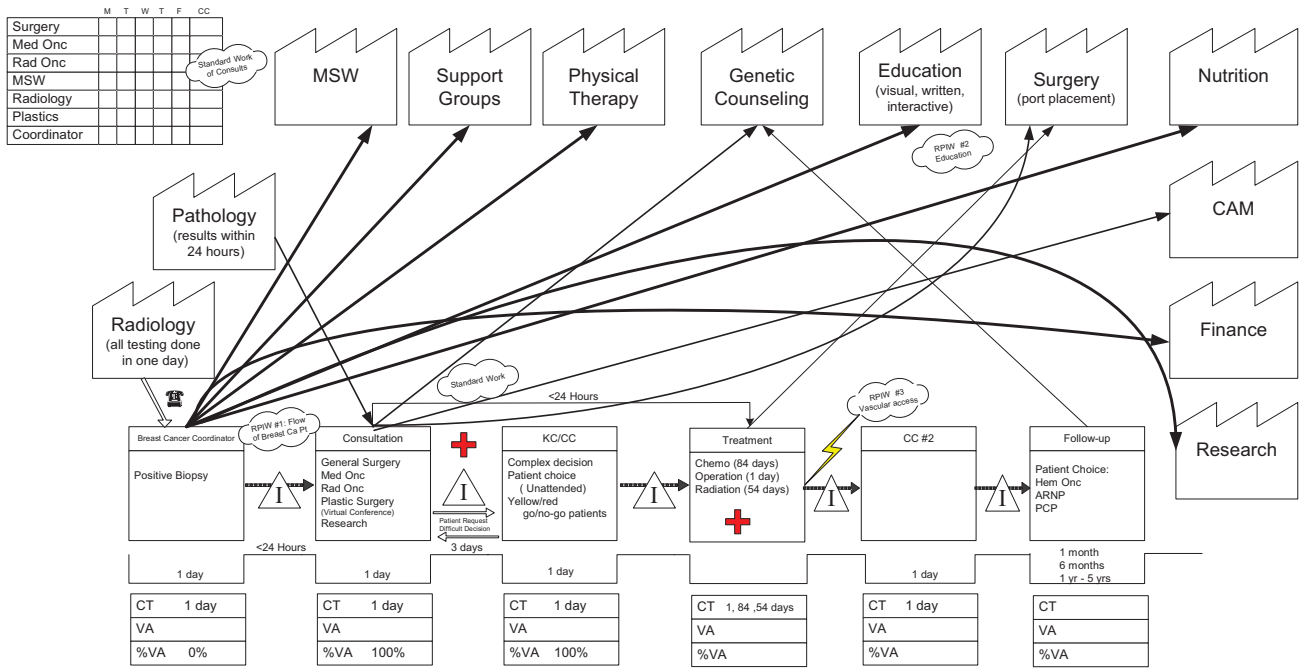 M T W T F CC
Surgery
Med Onc
Rad Onc
MSW
Radiology
Plastics
Coordinator
Standard Work
of Consults
MSW
Support
Groups
Physical
Therapy
Genetic
Counseling
Education
(visual, written,
interactive)
Surgery
(port placement)
Nutrition
RPIW #2
Education
Pathology
(results within
24 hours)
CAM
Radiology
(all testing done
in one day)
Finance
Standard Work
<24 Hours
RPIW #3
Vascular access
Research
RPIW #1: Flow
of Breast Ca Pt
Breast Cancer Coordinator
Positive Biopsy
I
Consultation
General Surgery
Med Onc
Rad Onc
Plastic Surgery
(Virtual Conference)
Research
I
Patient Request
Difficult Decision
KC/CC
Complex decision
Patient choice
( Unattended)
Yellow/red
go/no-go patients
I
Treatment
Chemo (84 days)
Operation (1 day)
Radiation (54 days)
I
CC #2
I
Follow-up
Patient Choice:
Hem Onc
ARNP
PCP
1 day
<24 Hours
1 day
3 days
1 day
1 day
1 month
6 months
1 yr - 5 yrs
CT 1 day
VA
%VA 0%
CT 1 day
VA
%VA 100%
CT 1 day
VA
%VA 100%
CT 1, 84 ,54 days
VA
%VA
CT 1 day
VA
%VA
CT
VA
%VA